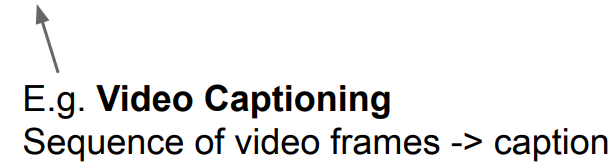 E.g. Video Captioning
Sequence of video frames -> caption